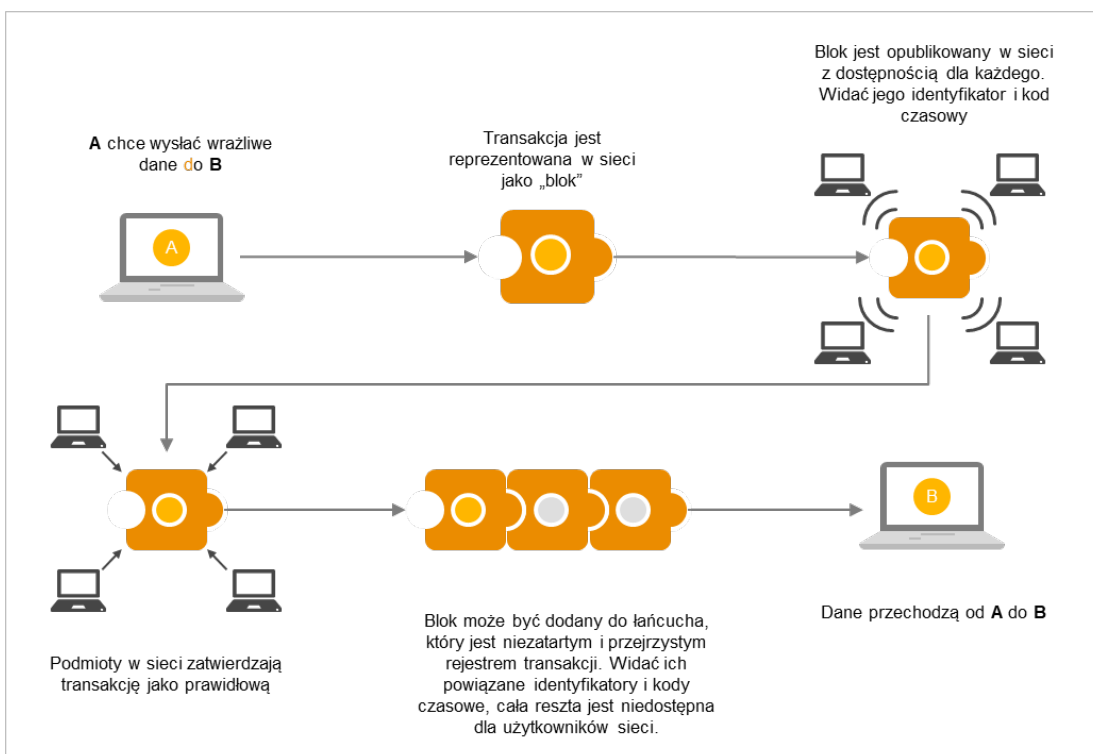 A chce wysłać wrażliwe
dane do B
A
Transakcja jest
reprezentowana w sieci
jako „blok”
Blok jest opublikowany w sieci
z dostępnością dla każdego.
Widać jego identyfikator i kod
czasowy
Podmioty w sieci zatwierdzają
transakcję jako prawidłową
Blok może być dodany do łańcucha,
który jest niezatartym i przejrzystym
rejestrem transakcji. Widać ich
powiązane identyfikatory i kody
czasowe, cała reszta jest niedostępna
dla użytkowników sieci.
B
Dane przechodzą od A do B